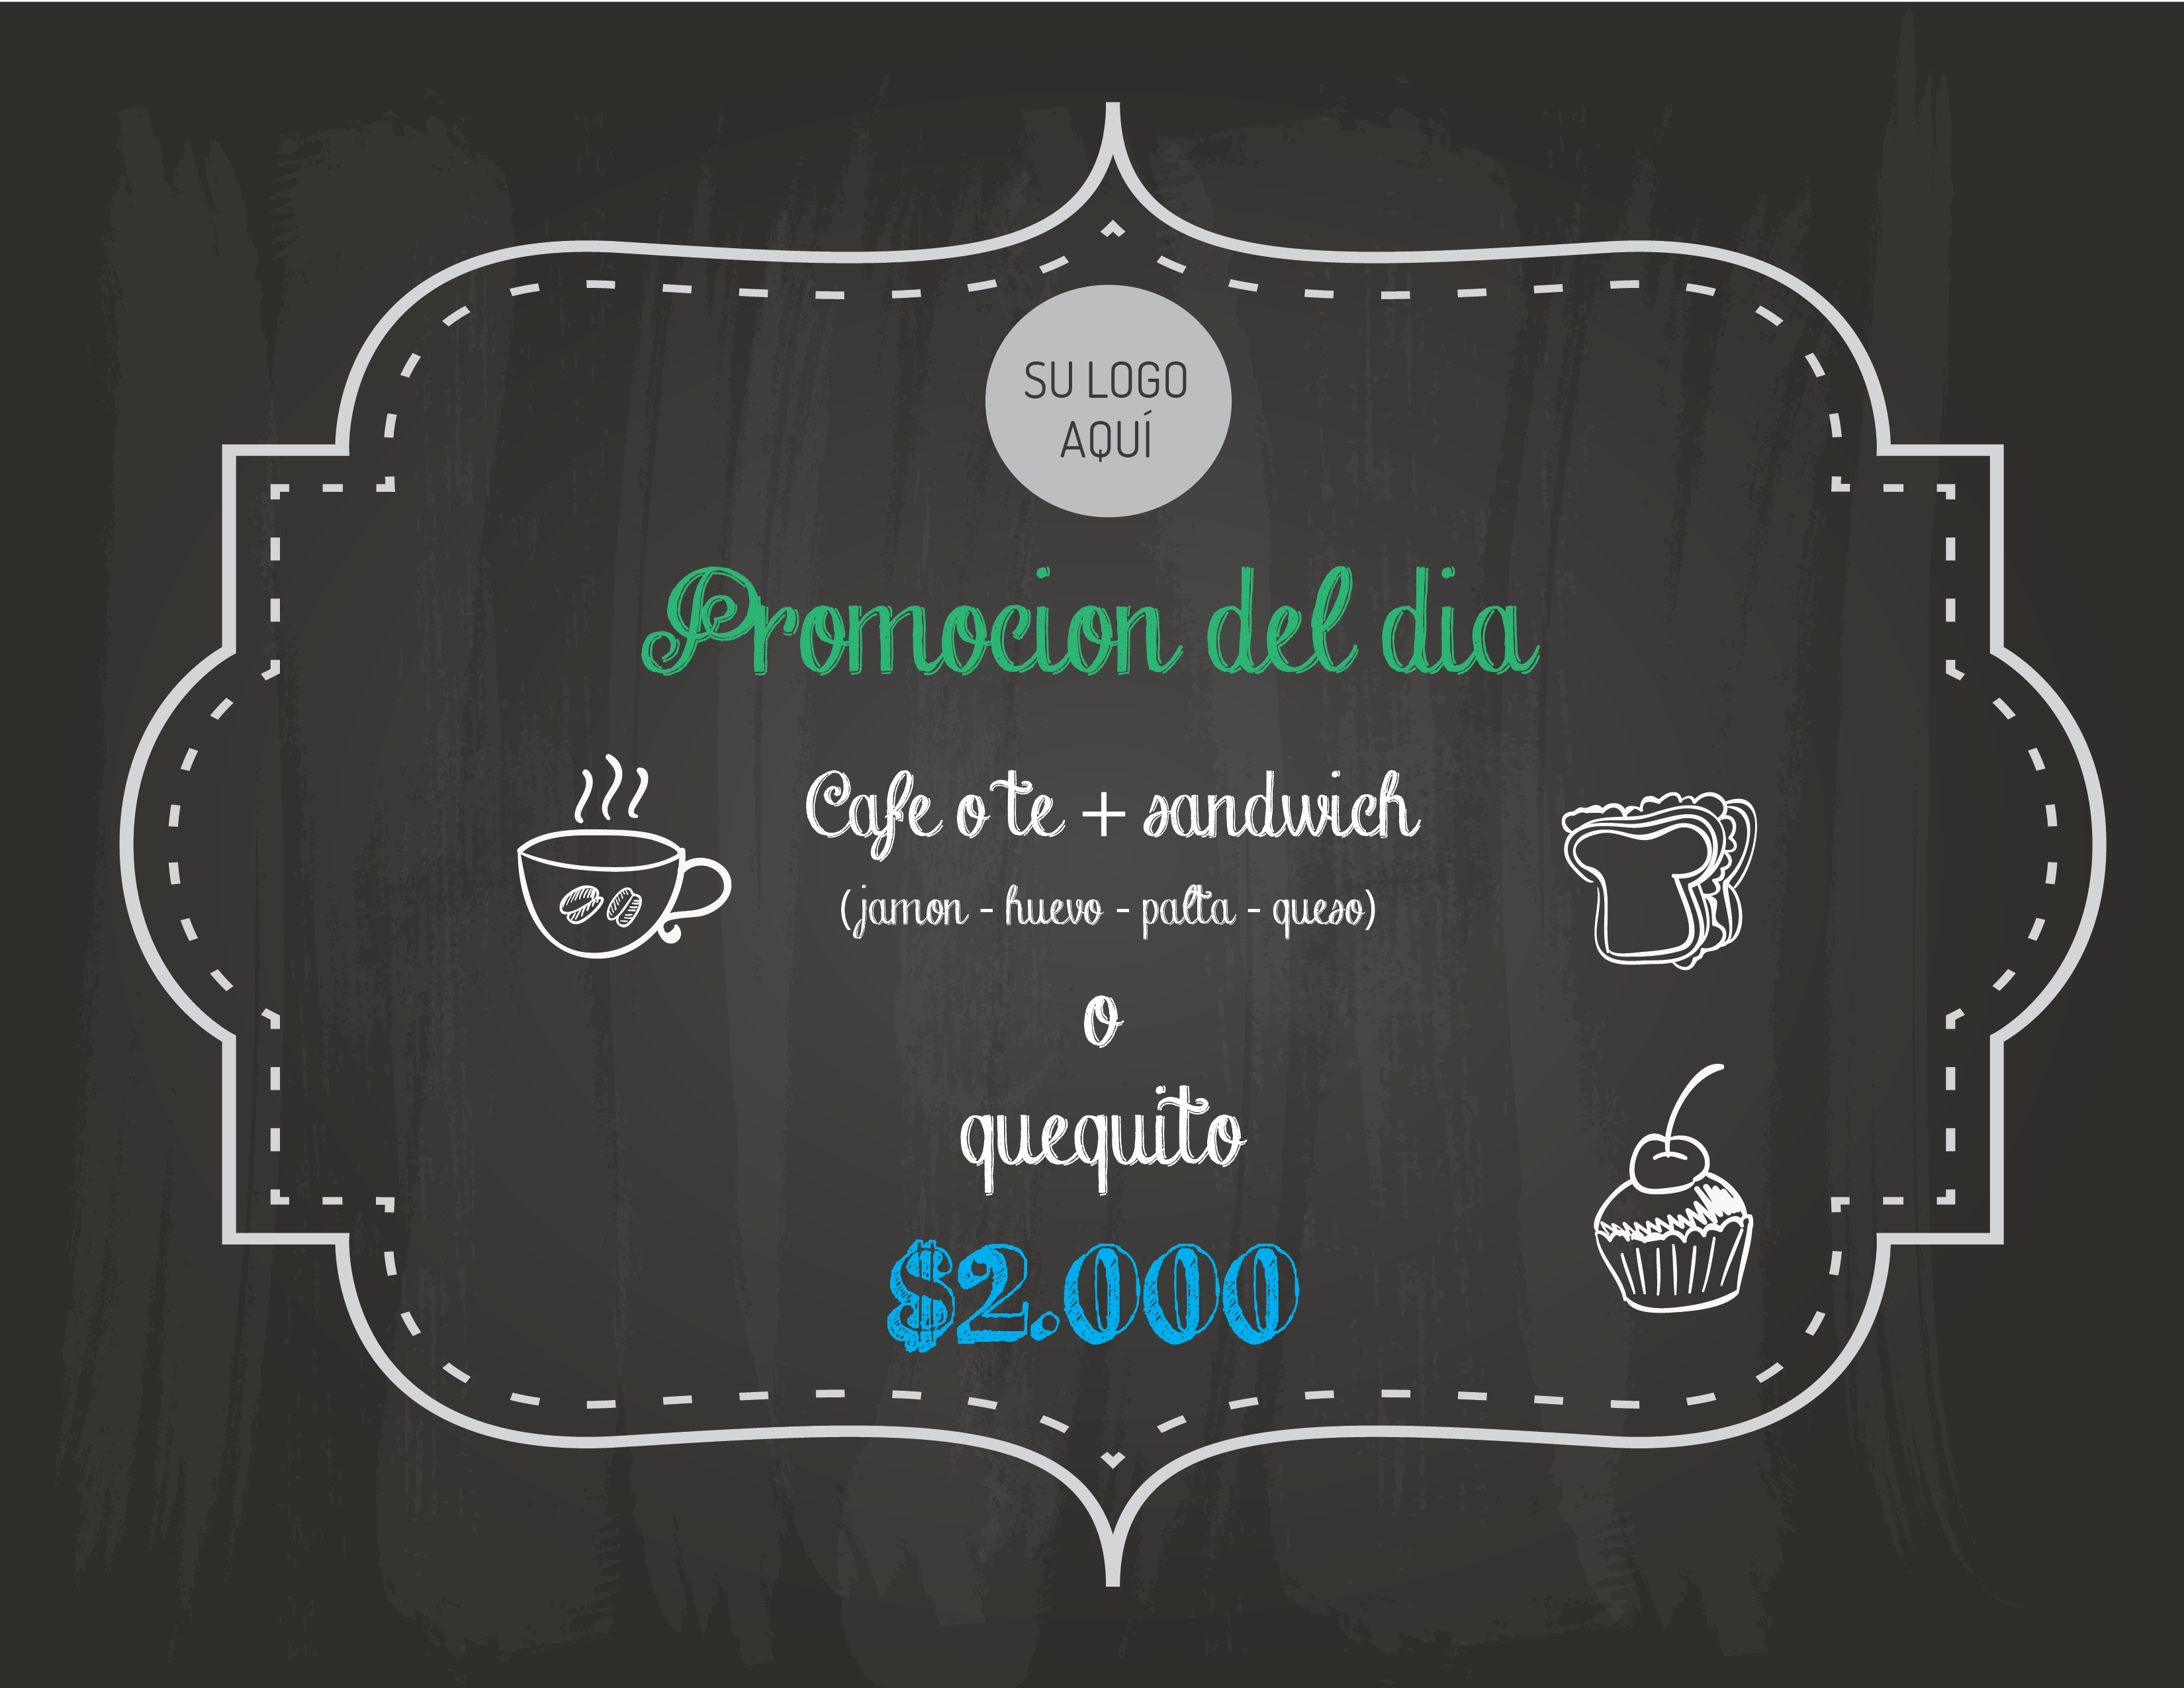 SU LOGO
AQUÍ
Promocion del dia
Cafe o te + sandwich
(jamon - huevo - palta - queso)
o
quequito
$2.000